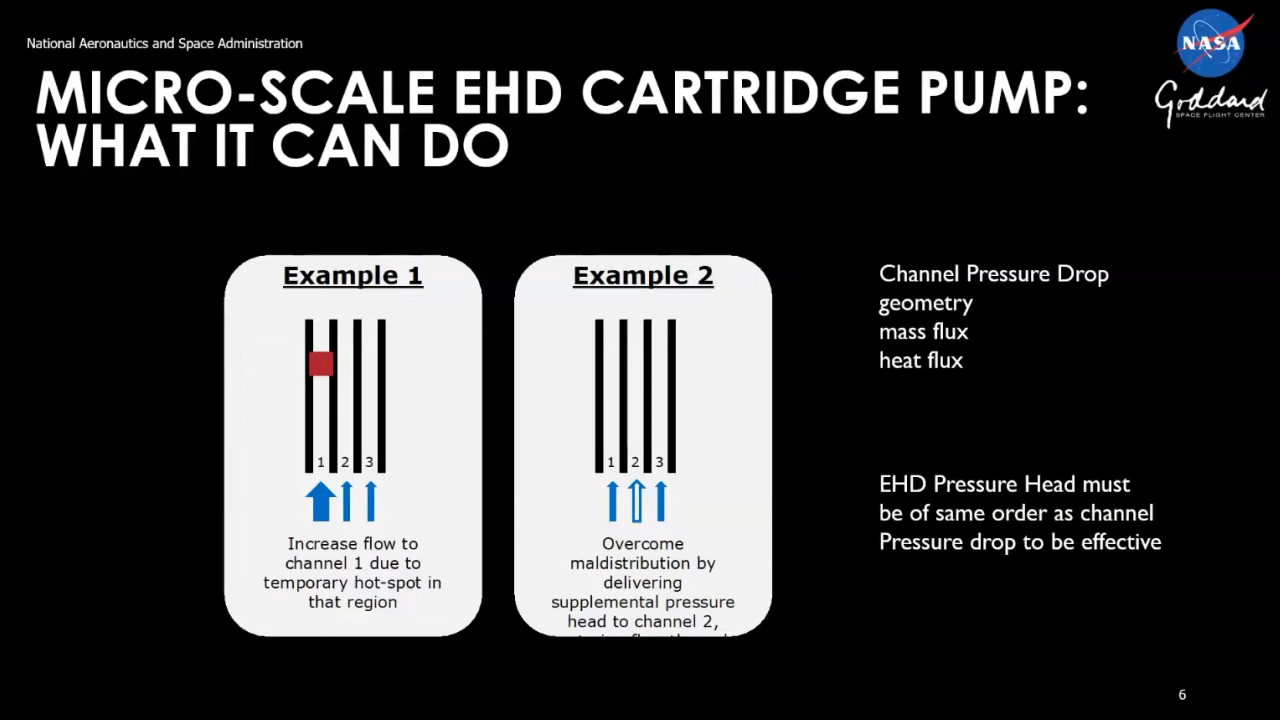 National Aeronautics and Space Administration
NASA
Goddard
SPACE FLIGHT CENTER
MICRO-SCALE EHD CARTRIDGE PUMP:
WHAT IT CAN DO
Example 1
1 2 3
Increase flow to
channel 1 due to
temporary hot-spot in
that region
Example 2
1 2 3
Overcome
maldistribution by
delivering
supplemental pressure
head to channel 2,
Channel Pressure Drop
geometry
mass flux
heat flux
EHD Pressure Head must
be of same order as channel
Pressure drop to be effective
6